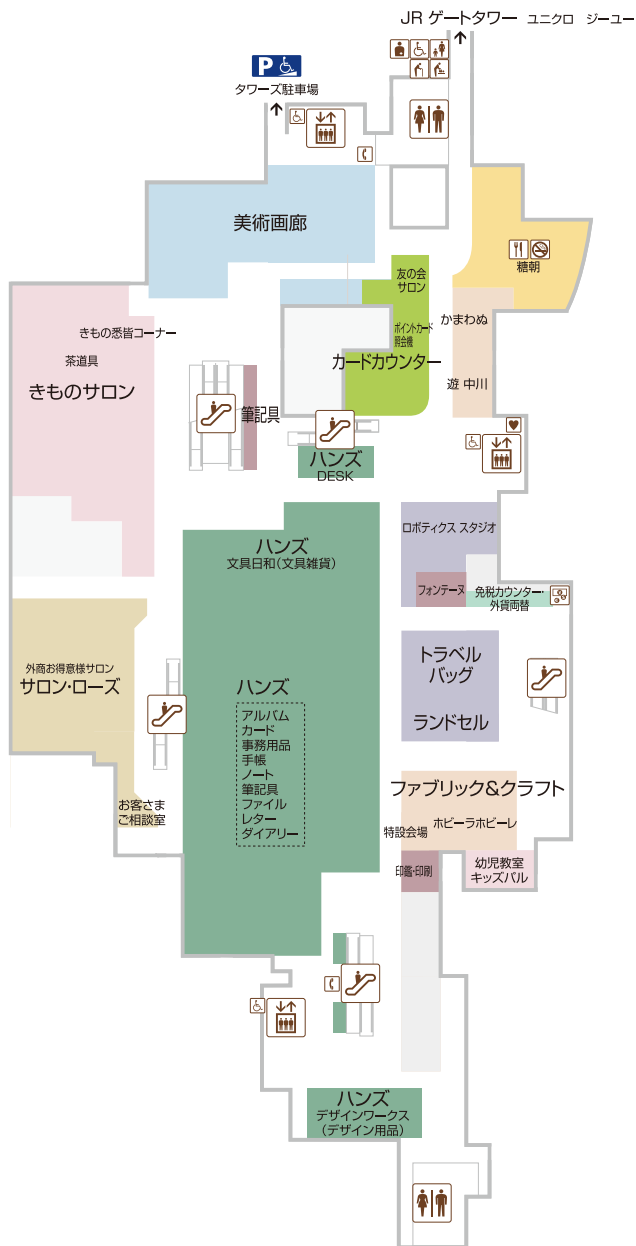 JR ゲートタワー ユニクロ ジーユー
P
タワーズ駐車場
美術画廊
糖朝
友の会
サロン
ポイントカード
照会機
カードカウンター
かまわぬ
遊 中川
きもの悉皆コーナー
茶道具
きものサロン
筆記具
ハンズ
DESK
ハンズ
文具日和(文具雑貨)
ロボティクス スタジオ
フォンテーヌ
免税カウンター・
外貨両替
外商お得意様サロン
サロン・ローズ
ハンズ
アルバム
カード
事務用品
手帳
ノート
筆記具
ファイル
レター
ダイアリー
トラベル
バッグ
ランドセル
お客さま
ご相談室
ファブリック&クラフト
ホビーラホビーレ
特設会場
印鑑・印刷
幼児教室
キッズパル
ハンズ
デザインワークス
(デザイン用品)